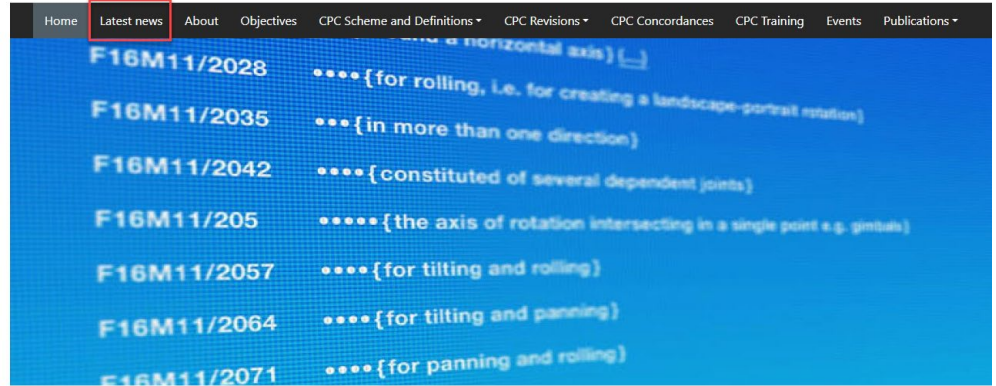 Home Latest news About Objectives CPC Scheme and Definitions CPC Revisions CPC Concordances CPC Training Events Publications
a horizontal axis} {...}
F16M11/2028 ••••{for rolling, i.e. for creating a landscape-portrait rotation}
F16M11/2035 •••{in more than one direction}
F16M11/2042 ••••{constituted of several dependent joints}
F16M11/205 •••••{the axis of rotation intersecting in a single point e.g. gimbals}
F16M11/2057 ••••{for tilting and rolling}
F16M11/2064 ••••{for tilting and panning}
F16M11/2071 ••••{for panning and rolling}